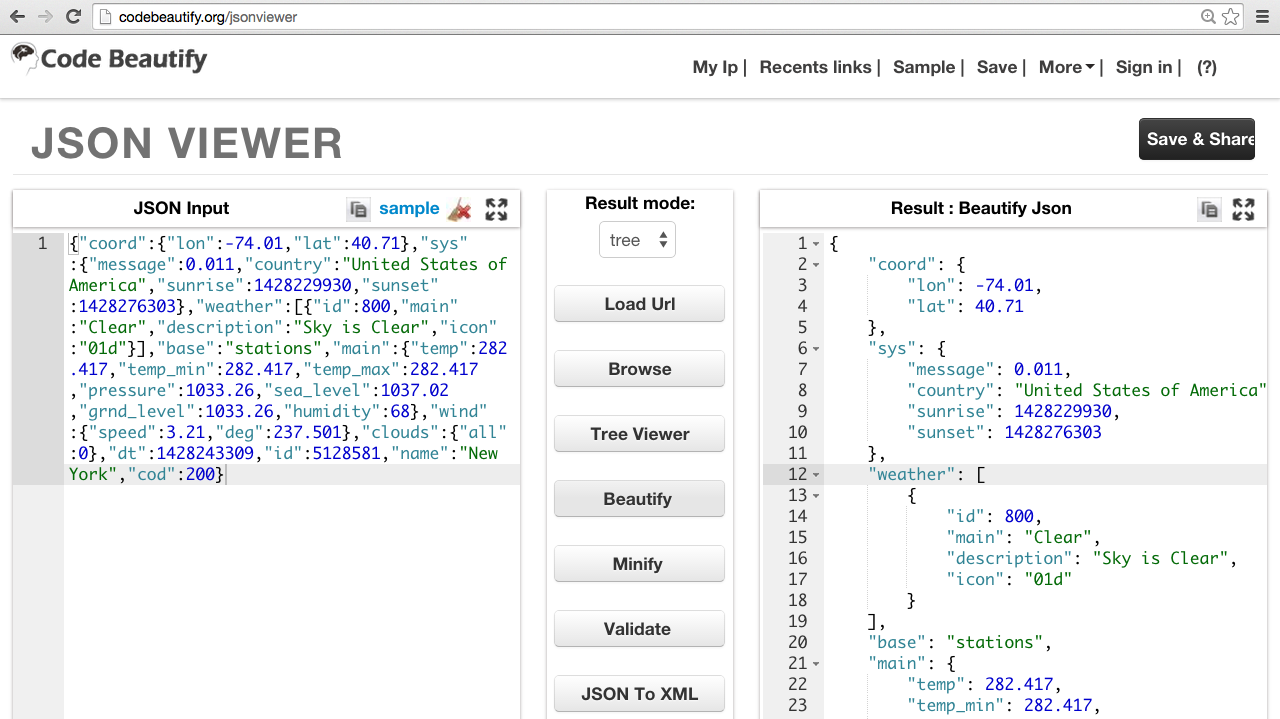 codebeautify.org/jsonviewer
Code Beautify
My Ip | Recents links | Sample | Save | More | Sign in | (?)
JSON VIEWER
Save & Share
JSON Input
sample
1 {"coord":{"lon":-74.01,"lat":40.71},"sys"
:{"message":0.011,"country":"United States of
America","sunrise":1428229930,"sunset"
:1428276303},"weather":[{"id":800,"main"
:"Clear","description":"Sky is Clear","icon"
:"01d"}],"base":"stations","main":{"temp":282
.417,"temp_min":282.417,"temp_max":282.417
,"pressure":1033.26,"sea_level":1037.02
,"grnd_level":1033.26,"humidity":68},"wind"
:{"speed":3.21,"deg":237.501},"clouds":{"all"
:0},"dt":1428243309,"id":5128581,"name":"New
York","cod":200}
Result mode:
tree
Load Url
Browse
Tree Viewer
Beautify
Minify
Validate
JSON To XML
Result : Beautify Json
1 {
2 "coord": {
3 "lon": -74.01,
4 "lat": 40.71
5 },
6 "sys": {
7 "message": 0.011,
8 "country": "United States of America"
9 "sunrise": 1428229930,
10 "sunset": 1428276303
11 },
12 "weather": [
13 {
14 "id": 800,
15 "main": "Clear",
16 "description": "Sky is Clear",
17 "icon": "01d"
18 }
19 ],
20 "base": "stations",
21 "main": {
22 "temp": 282.417,
23 "temp_min": 282.417,